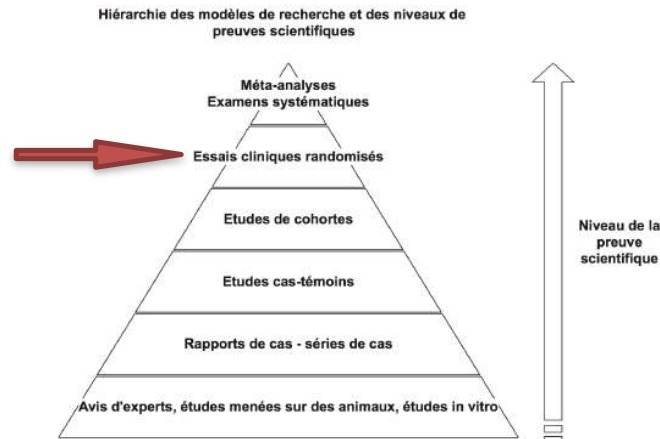 Hiérarchie des modèles de recherche et des niveaux de
preuves scientifiques
Méta-analyses
Examens systématiques
Essais cliniques randomisés
Etudes de cohortes
Etudes cas-témoins
Rapports de cas - séries de cas
Avis d'experts, études menées sur des animaux, études in vitro
Niveau de la
preuve
scientifique